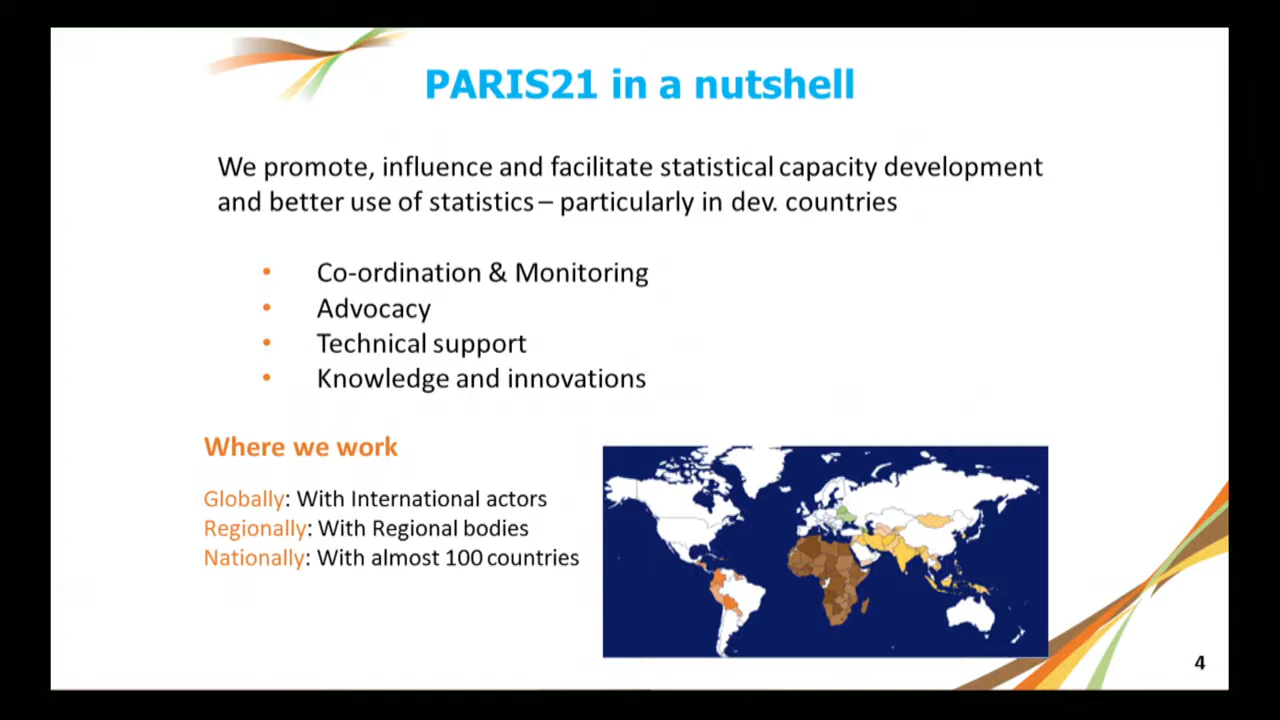 PARIS21 in a nutshell
We promote, influence and facilitate statistical capacity development
and better use of statistics – particularly in dev. countries
• Co-ordination & Monitoring
• Advocacy
• Technical support
• Knowledge and innovations
Where we work
Globally: With International actors
Regionally: With Regional bodies
Nationally: With almost 100 countries
4